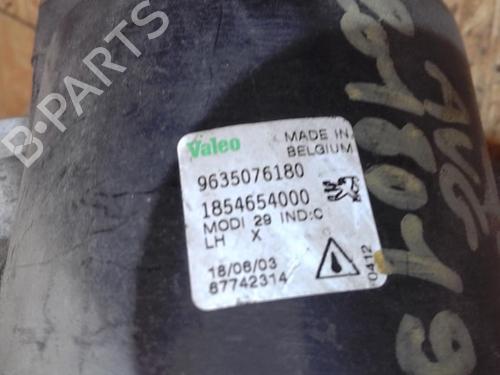 B-PARTS
Valeo
MADE IN
BELGIUM
9635076180
1854654000
MODI 29 IND:C
LH X
18/06/03
87742314
0412